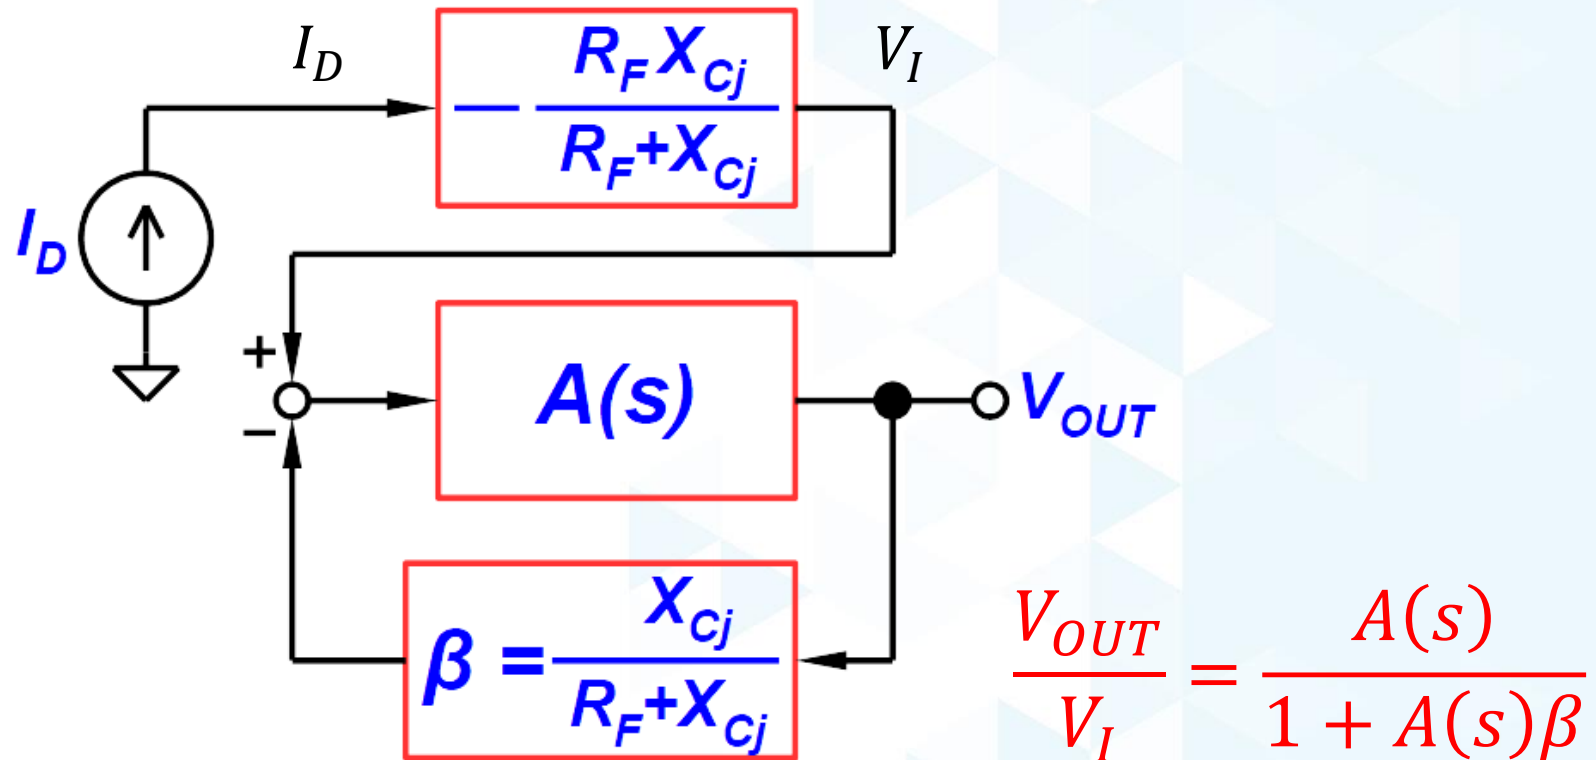 I_D
− R_F X_Cj / R_F+X_Cj
V_I
I_D
+
A(s)
V_OUT
−
β = X_Cj / R_F+X_Cj
V_OUT / V_I = A(s) / 1 + A(s)β